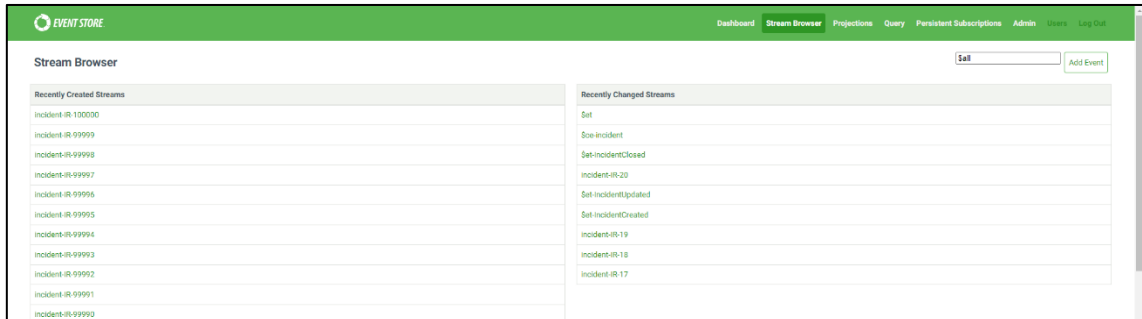 EVENT STORE
Dashboard Stream Browser Projections Query Persistent Subscriptions Admin Users Log Out
Stream Browser
$all
Add Event
Recently Created Streams
incident-IR-100000
incident-IR-99999
incident-IR-99998
incident-IR-99997
incident-IR-99996
incident-IR-99995
incident-IR-99994
incident-IR-99993
incident-IR-99992
incident-IR-99991
incident-IR-99990
Recently Changed Streams
$et
$ce-incident
$et-IncidentClosed
incident-IR-20
$et-IncidentUpdated
$et-IncidentCreated
incident-IR-19
incident-IR-18
incident-IR-17